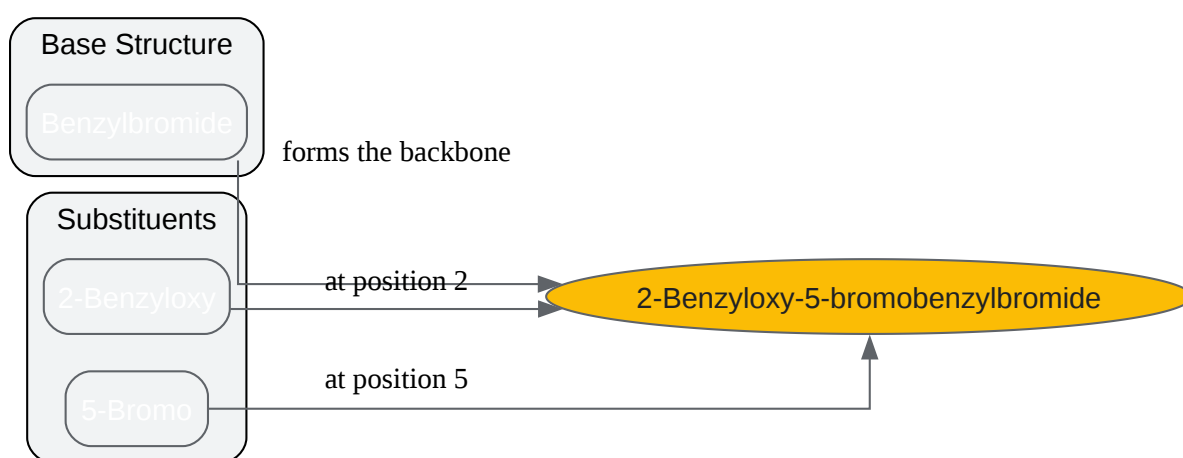 Base Structure
Benzylbromide
forms the backbone
Substituents
2-Benzyloxy
at position 2
2-Benzyloxy-5-bromobenzylbromide
at position 5
5-Bromo